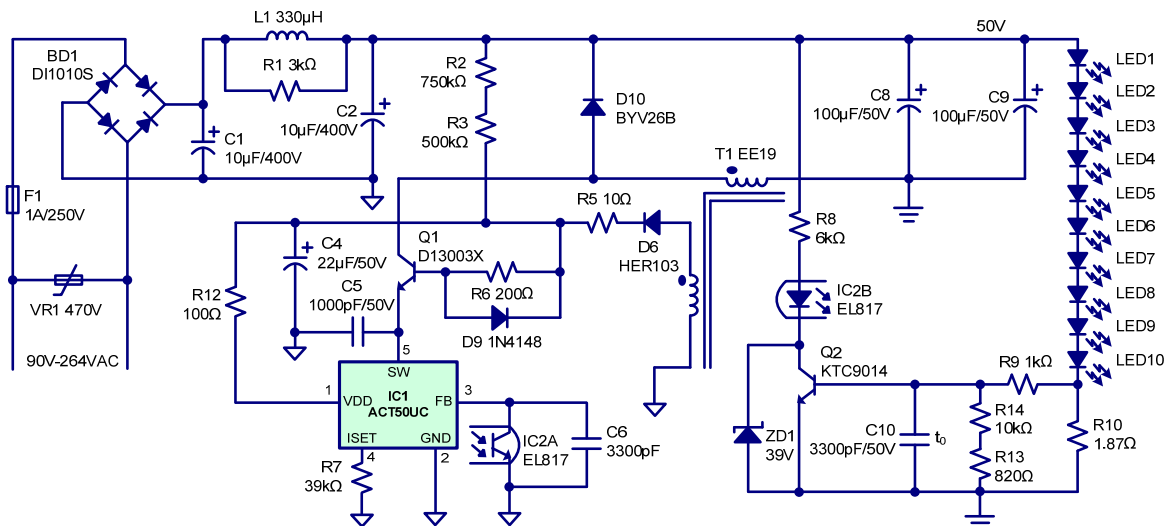 L1 330µH
50V
BD1
DI1010S
R1 3kΩ
R2
750kΩ
C2
10µF/400V
D10
BYV26B
C8
100µF/50V
C9
100µF/50V
LED1
LED2
LED3
LED4
LED5
LED6
LED7
LED8
LED9
LED10
C1
10µF/400V
R3
500kΩ
T1 EE19
F1
1A/250V
R5 10Ω
D6
HER103
R8
6kΩ
C4
22µF/50V
Q1
D13003X
C5
1000pF/50V
R6 200Ω
D9 1N4148
VR1 470V
R12
100Ω
IC2B
EL817
90V-264VAC
5
SW
1
VDD
IC1
ACT50UC
FB
3
ISET
GND
4
2
R7
39kΩ
IC2A
EL817
C6
3300pF
Q2
KTC9014
R9 1kΩ
ZD1
39V
C10
3300pF/50V
t0
R14
10kΩ
R13
820Ω
R10
1.87Ω